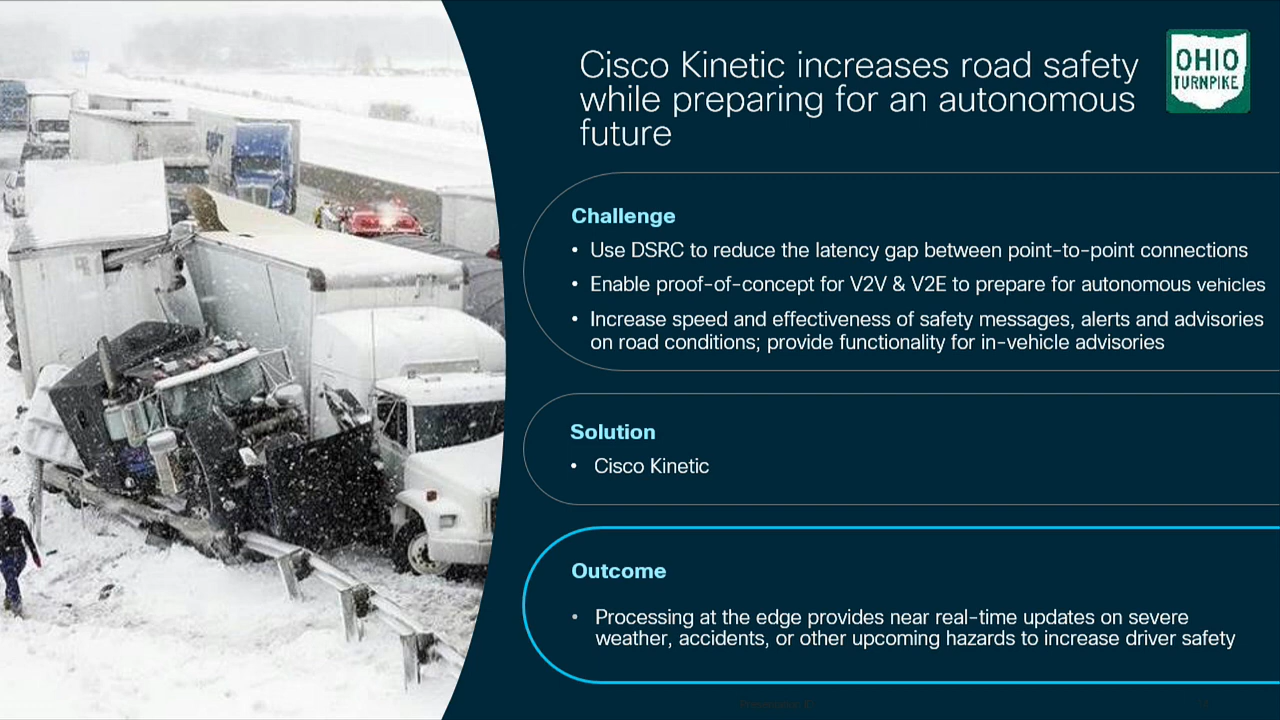 Cisco Kinetic increases road safety
while preparing for an autonomous
future
OHIO
TURNPIKE
Challenge
• Use DSRC to reduce the latency gap between point-to-point connections
• Enable proof-of-concept for V2V & V2E to prepare for autonomous vehicles
• Increase speed and effectiveness of safety messages, alerts and advisories
on road conditions; provide functionality for in-vehicle advisories
Solution
• Cisco Kinetic
Outcome
• Processing at the edge provides near real-time updates on severe
weather, accidents, or other upcoming hazards to increase driver safety